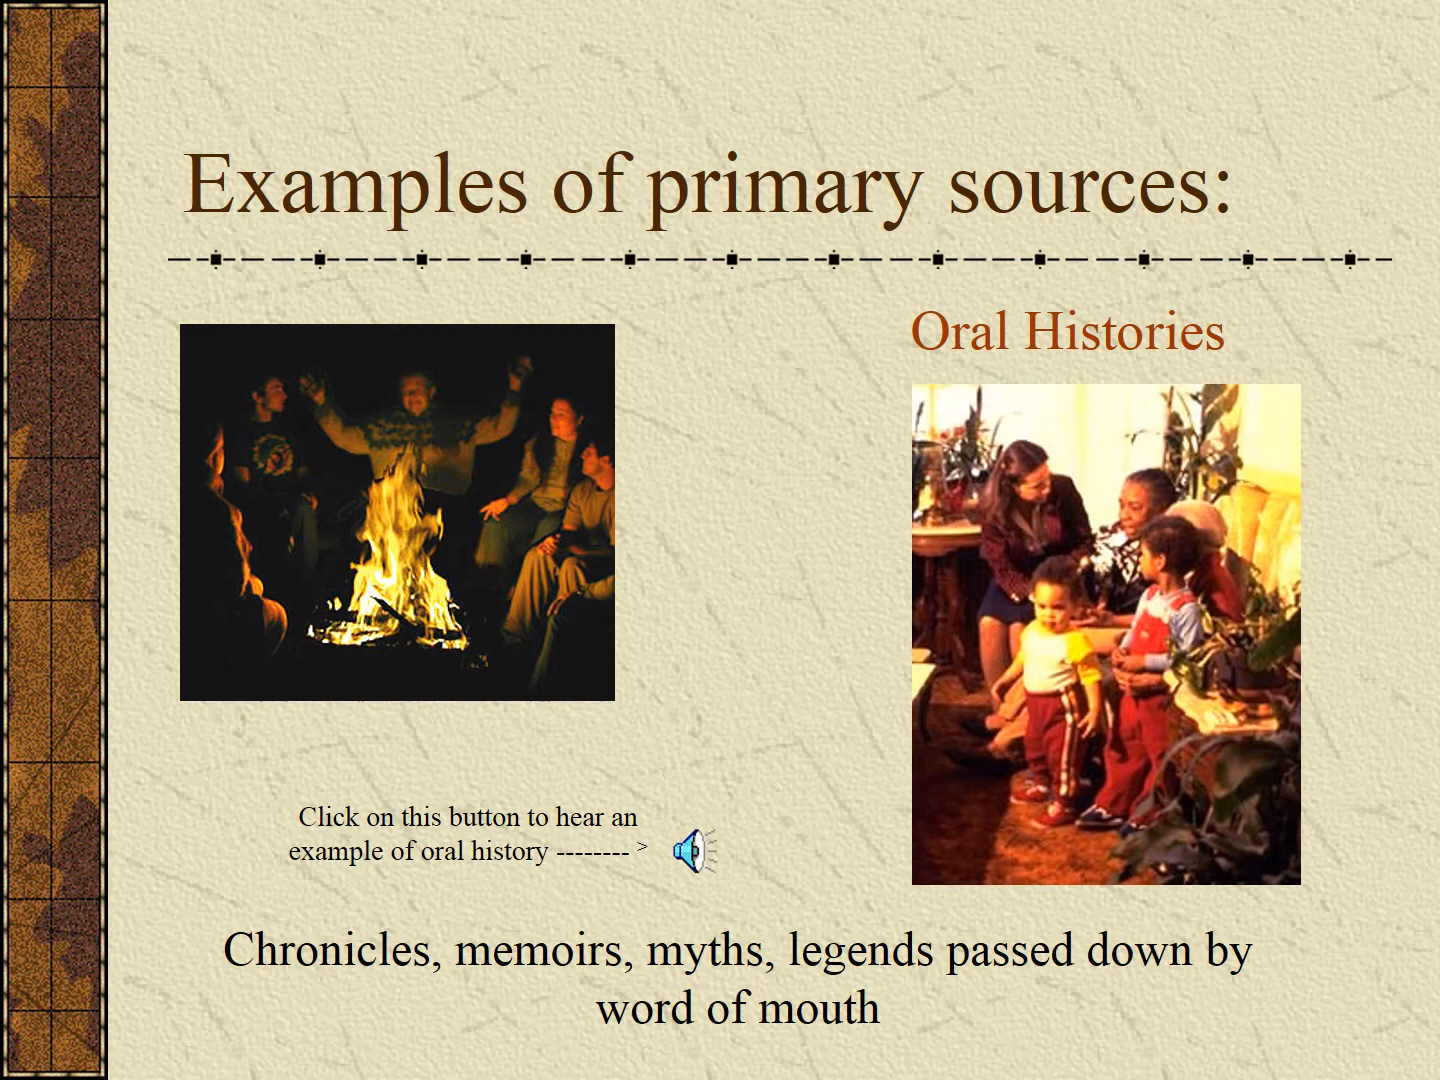 Examples of primary sources:
Oral Histories
Click on this button to hear an
example of oral history -------- >
Chronicles, memoirs, myths, legends passed down by
word of mouth